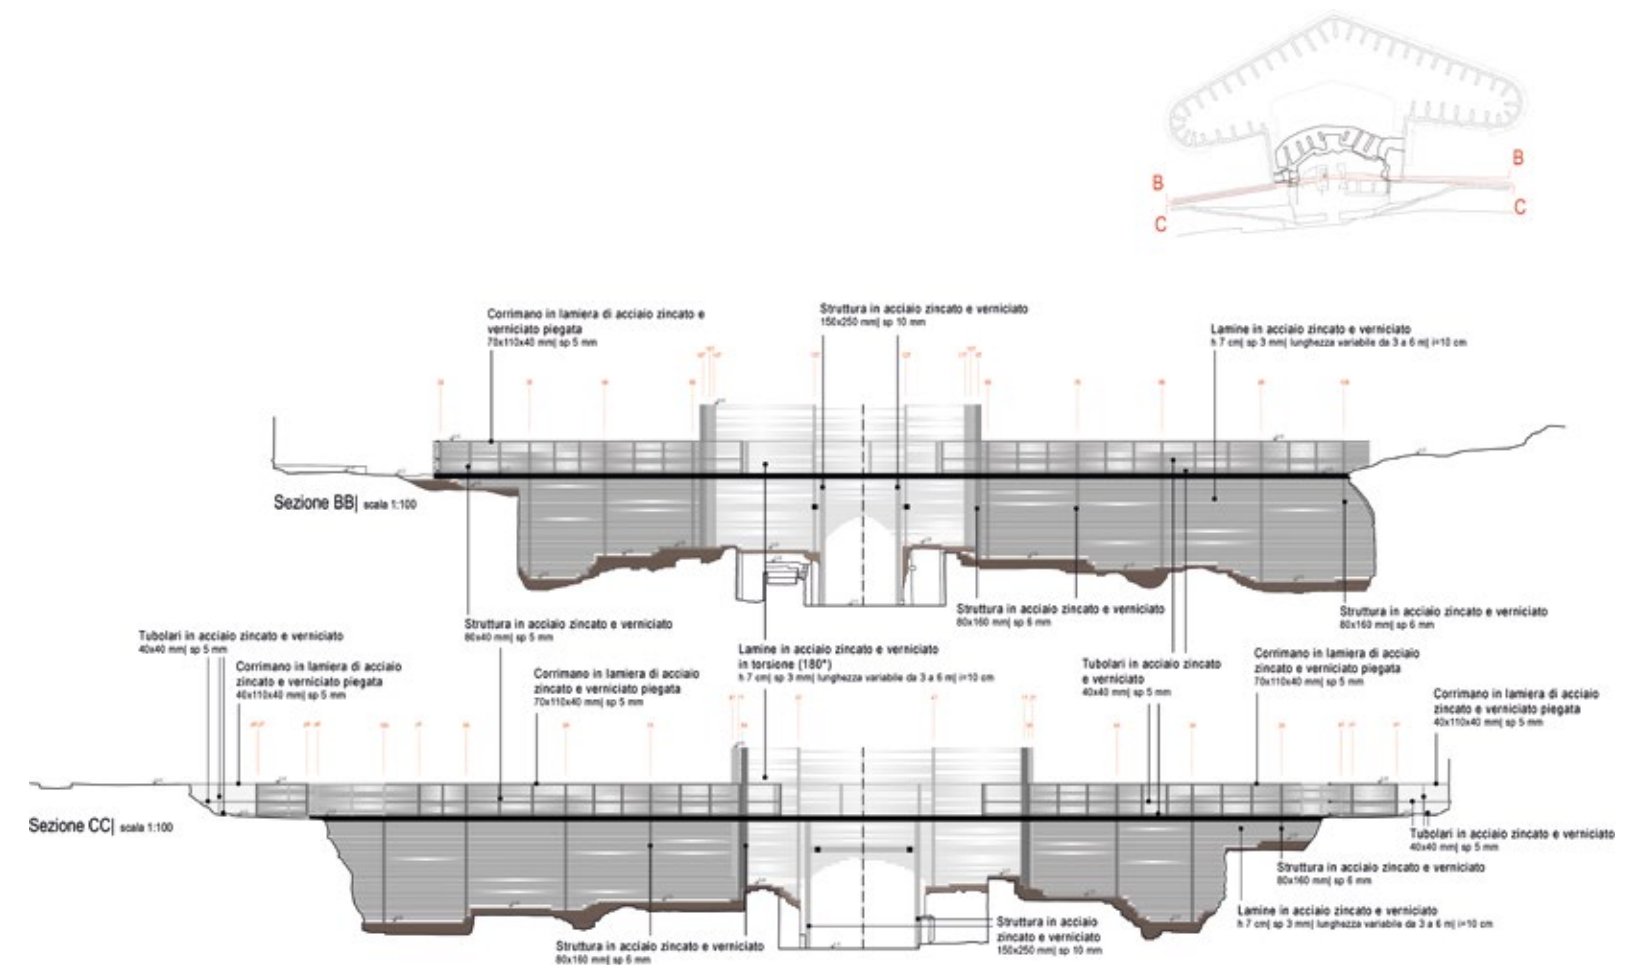 B
B
C
C
Corrimano in lamiera di acciaio zincato e
verniciato piegata
70x110x40 mm| sp 5 mm
Struttura in acciaio zincato e verniciato
150x250 mm| sp 10 mm
Lamine in acciaio zincato e verniciato
h 7 cm| sp 3 mm| lunghezza variabile da 3 a 6 m| i=10 cm
Sezione BB| scala 1:100
Struttura in acciaio zincato e verniciato
80x40 mm| sp 5 mm
Struttura in acciaio zincato e verniciato
80x160 mm| sp 6 mm
Struttura in acciaio zincato e verniciato
80x160 mm| sp 6 mm
Tubolari in acciaio zincato e verniciato
40x40 mm| sp 5 mm
Corrimano in lamiera di acciaio
zincato e verniciato piegata
40x110x40 mm| sp 5 mm
Corrimano in lamiera di acciaio
zincato e verniciato piegata
70x110x40 mm| sp 5 mm
Lamine in acciaio zincato e verniciato
in torsione (180°)
h 7 cm| sp 3 mm| lunghezza variabile da 3 a 6 m| i=10 cm
Tubolari in acciaio zincato
e verniciato
40x40 mm| sp 5 mm
Corrimano in lamiera di acciaio
zincato e verniciato piegata
70x110x40 mm| sp 5 mm
Corrimano in lamiera di acciaio
zincato e verniciato piegata
40x110x40 mm| sp 5 mm
Sezione CC| scala 1:100
Tubolari in acciaio zincato e verniciato
40x40 mm| sp 5 mm
Struttura in acciaio zincato e verniciato
80x160 mm| sp 6 mm
Lamine in acciaio zincato e verniciato
h 7 cm| sp 3 mm| lunghezza variabile da 3 a 6 m| i=10 cm
Struttura in acciaio
zincato e verniciato
150x250 mm| sp 10 mm
Struttura in acciaio zincato e verniciato
80x160 mm| sp 6 mm